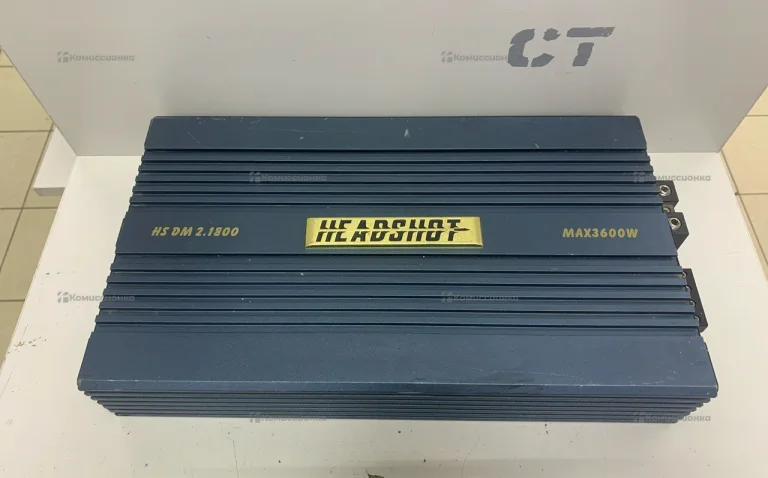 Комиссионка
Комиссионка
CT
Комиссионка
Комиссионка
HS DM 2.1800
HEADSHOT
MAX3600W
Комиссионка
Комиссионка
Комиссионка
Комиссионка